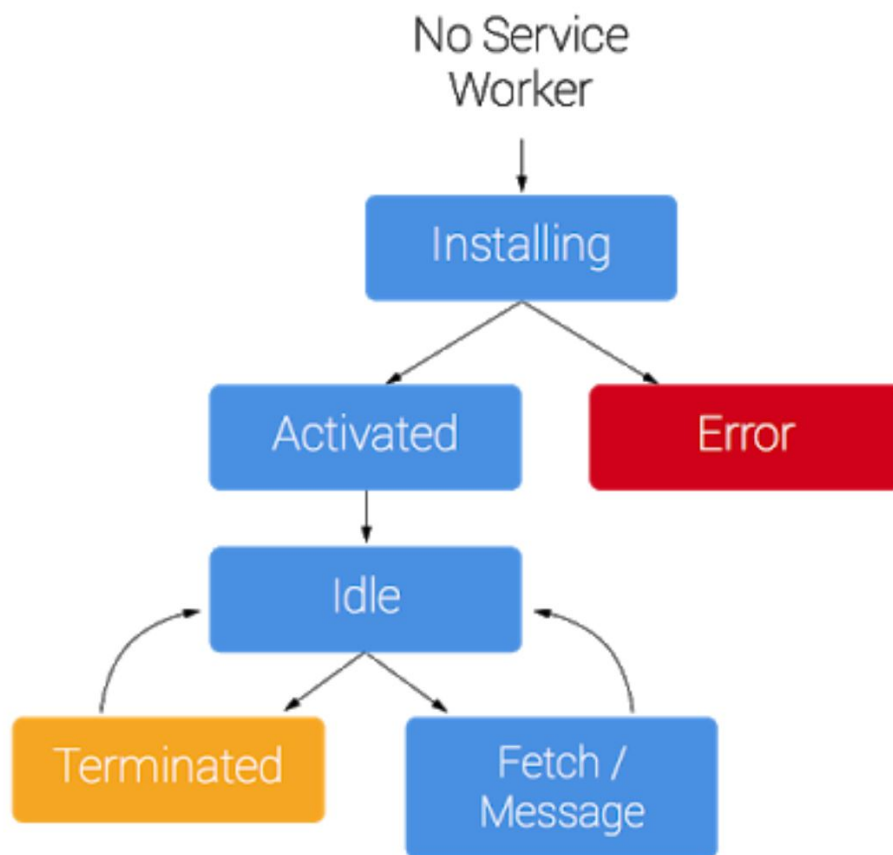 No Service
Worker
Installing
Activated
Error
Idle
Terminated
Fetch /
Message